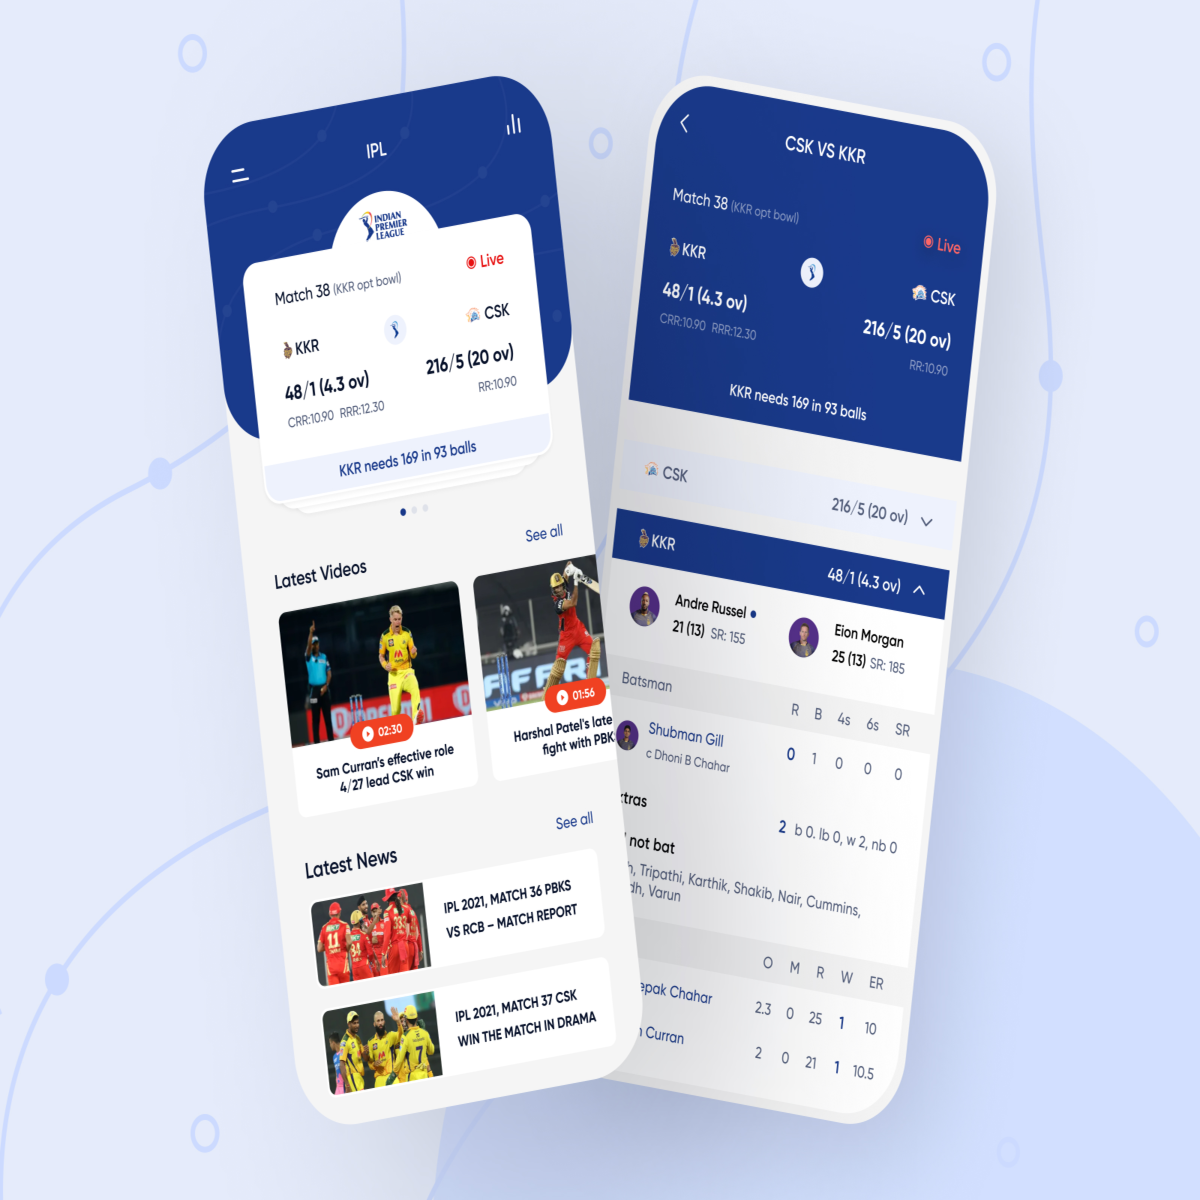 IPL
INDIAN
PREMIER
LEAGUE
Match 38 (KKR opt bowl)
Live
KKR
CSK
48/1 (4.3 ov)
216/5 (20 ov)
CRR:10.90 RRR:12.30
RR:10.90
KKR needs 169 in 93 balls
Latest Videos
See all
02:30
Sam Curran's effective role
4/27 lead CSK win
01:56
Harshal Patel's late
fight with PBK
Latest News
See all
IPL 2021, MATCH 36 PBKS
VS RCB – MATCH REPORT
IPL 2021, MATCH 37 CSK
WIN THE MATCH IN DRAMA
CSK VS KKR
Match 38 (KKR opt bowl)
Live
KKR
CSK
48/1 (4.3 ov)
216/5 (20 ov)
CRR:10.90 RRR:12.30
RR:10.90
KKR needs 169 in 93 balls
CSK
216/5 (20 ov)
KKR
48/1 (4.3 ov)
Andre Russel
21 (13) SR: 155
Eion Morgan
25 (13) SR: 185
Batsman R B 4s 6s SR
Shubman Gill 0 1 0 0 0
c Dhoni B Chahar
xtras 2 b 0. lb 0, w 2, nb 0
not bat
h, Tripathi, Karthik, Shakib, Nair, Cummins,
dh, Varun
O M R W ER
epak Chahar 2.3 0 25 1 10
Curran 2 0 21 1 10.5